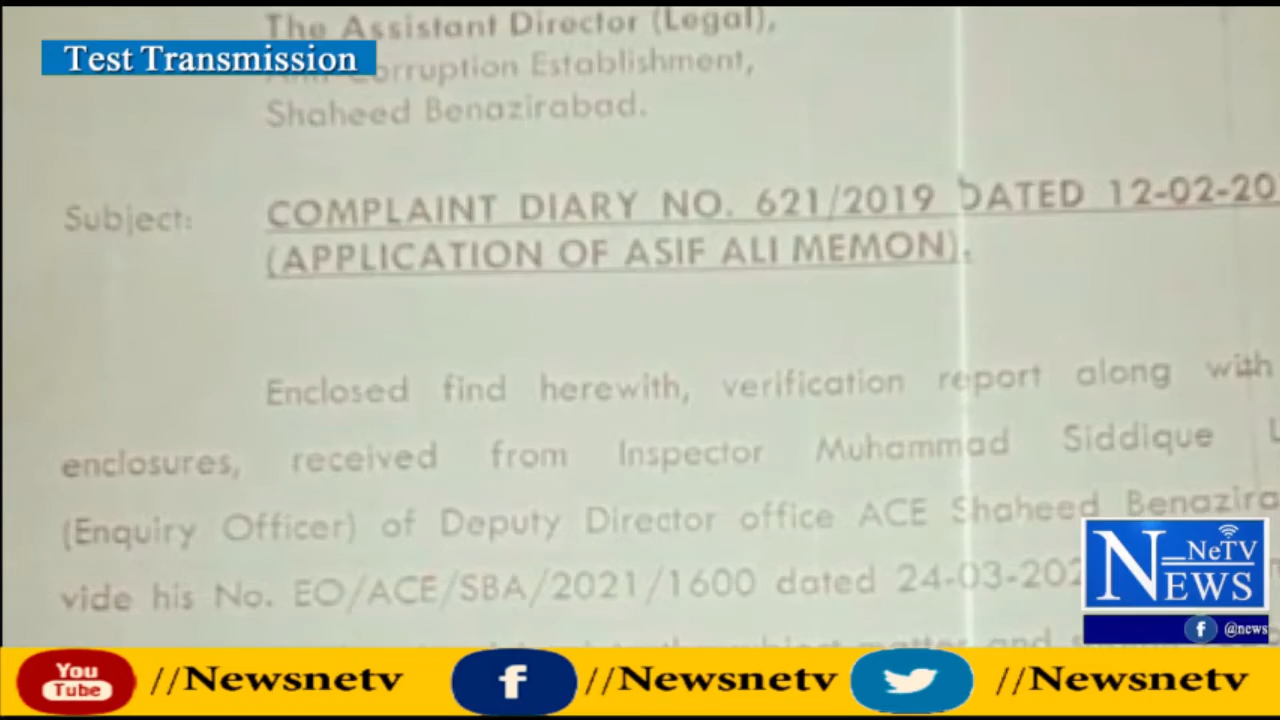 The Assistant Director (Legal),
Test Transmission
Corruption Establishment,
Shaheed Benazirabad.
Subject: COMPLAINT DIARY NO. 621/2019 DATED 12-02-20
(APPLICATION OF ASIF ALI MEMON).
Enclosed find herewith, verification report along with
enclosures, received from Inspector Muhammad Siddique L
(Enquiry Officer) of Deputy Director office ACE Shaheed Benazira
vide his No. EO/ACE/SBA/2021/1600 dated 24-03-202
matter and
N NeTV
NEWS
f @news
You Tube //Newsnetv f //Newsnetv //Newsnetv